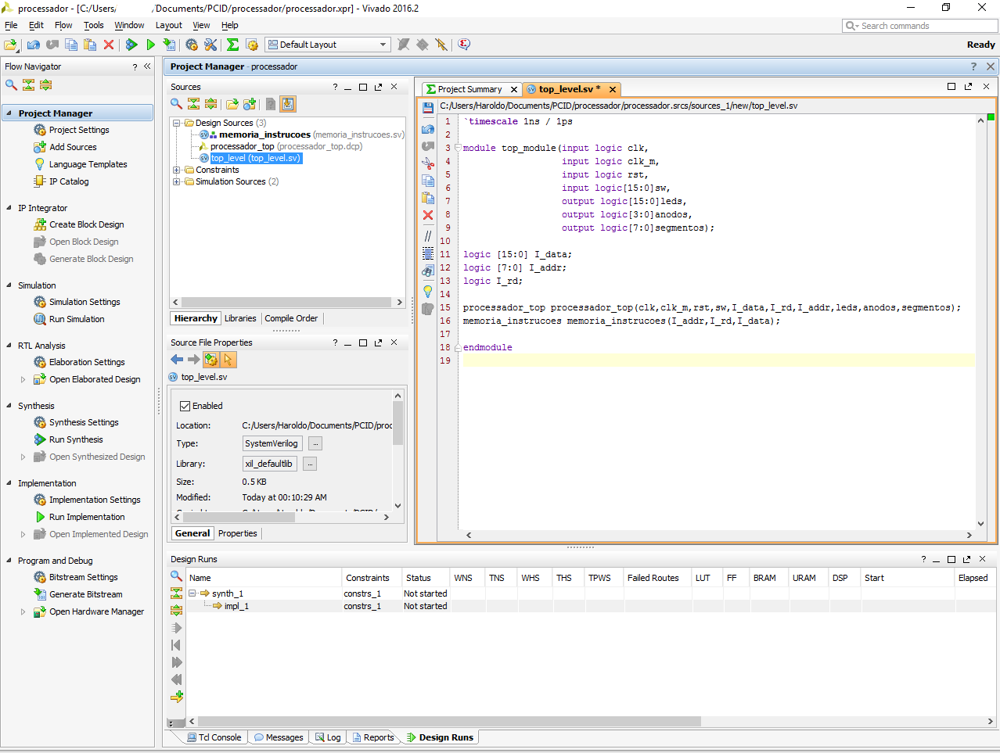 processador - [C:/Users/ /Documents/PCID/processador/processador.xpr] - Vivado 2016.2
File Edit Flow Tools Window Layout View Help
Search commands
Default Layout
Ready
Flow Navigator
Project Manager
Project Settings
Add Sources
Language Templates
IP Catalog
IP Integrator
Create Block Design
Open Block Design
Generate Block Design
Simulation
Simulation Settings
Run Simulation
RTL Analysis
Elaboration Settings
Open Elaborated Design
Synthesis
Synthesis Settings
Run Synthesis
Open Synthesized Design
Implementation
Implementation Settings
Run Implementation
Open Implemented Design
Program and Debug
Bitstream Settings
Generate Bitstream
Open Hardware Manager
Project Manager - processador
Sources
Design Sources (3)
memoria_instrucoes (memoria_instrucoes.sv)
processador_top (processador_top.dcp)
top_level (top_level.sv)
Constraints
Simulation Sources (2)
Hierarchy Libraries Compile Order
Source File Properties
top_level.sv
Enabled
Location: C:/Users/Haroldo/Documents/PCID/proc
Type: SystemVerilog ...
Library: xil_defaultlib ...
Size: 0.5 KB
Modified: Today at 00:10:29 AM
General Properties
Project Summary top_level.sv *
C:/Users/Haroldo/Documents/PCID/processador/processador.srcs/sources_1/new/top_level.sv
1 `timescale 1ns / 1ps
2
3 module top_module(input logic clk,
4 input logic clk_m,
5 input logic rst,
6 input logic[15:0]sw,
7 output logic[15:0]leds,
8 output logic[3:0]anodos,
9 output logic[7:0]segmentos);
10
11 logic [15:0] I_data;
12 logic [7:0] I_addr;
13 logic I_rd;
14
15 processador_top processador_top(clk,clk_m,rst,sw,I_data,I_rd,I_addr,leds,anodos,segmentos);
16 memoria_instrucoes memoria_instrucoes(I_addr,I_rd,I_data);
17
18 endmodule
19
Design Runs
Name Constraints Status WNS TNS WHS THS TPWS Failed Routes LUT FF BRAM URAM DSP Start Elapsed
synth_1 constrs_1 Not started
impl_1 constrs_1 Not started
Tcl Console Messages Log Reports Design Runs